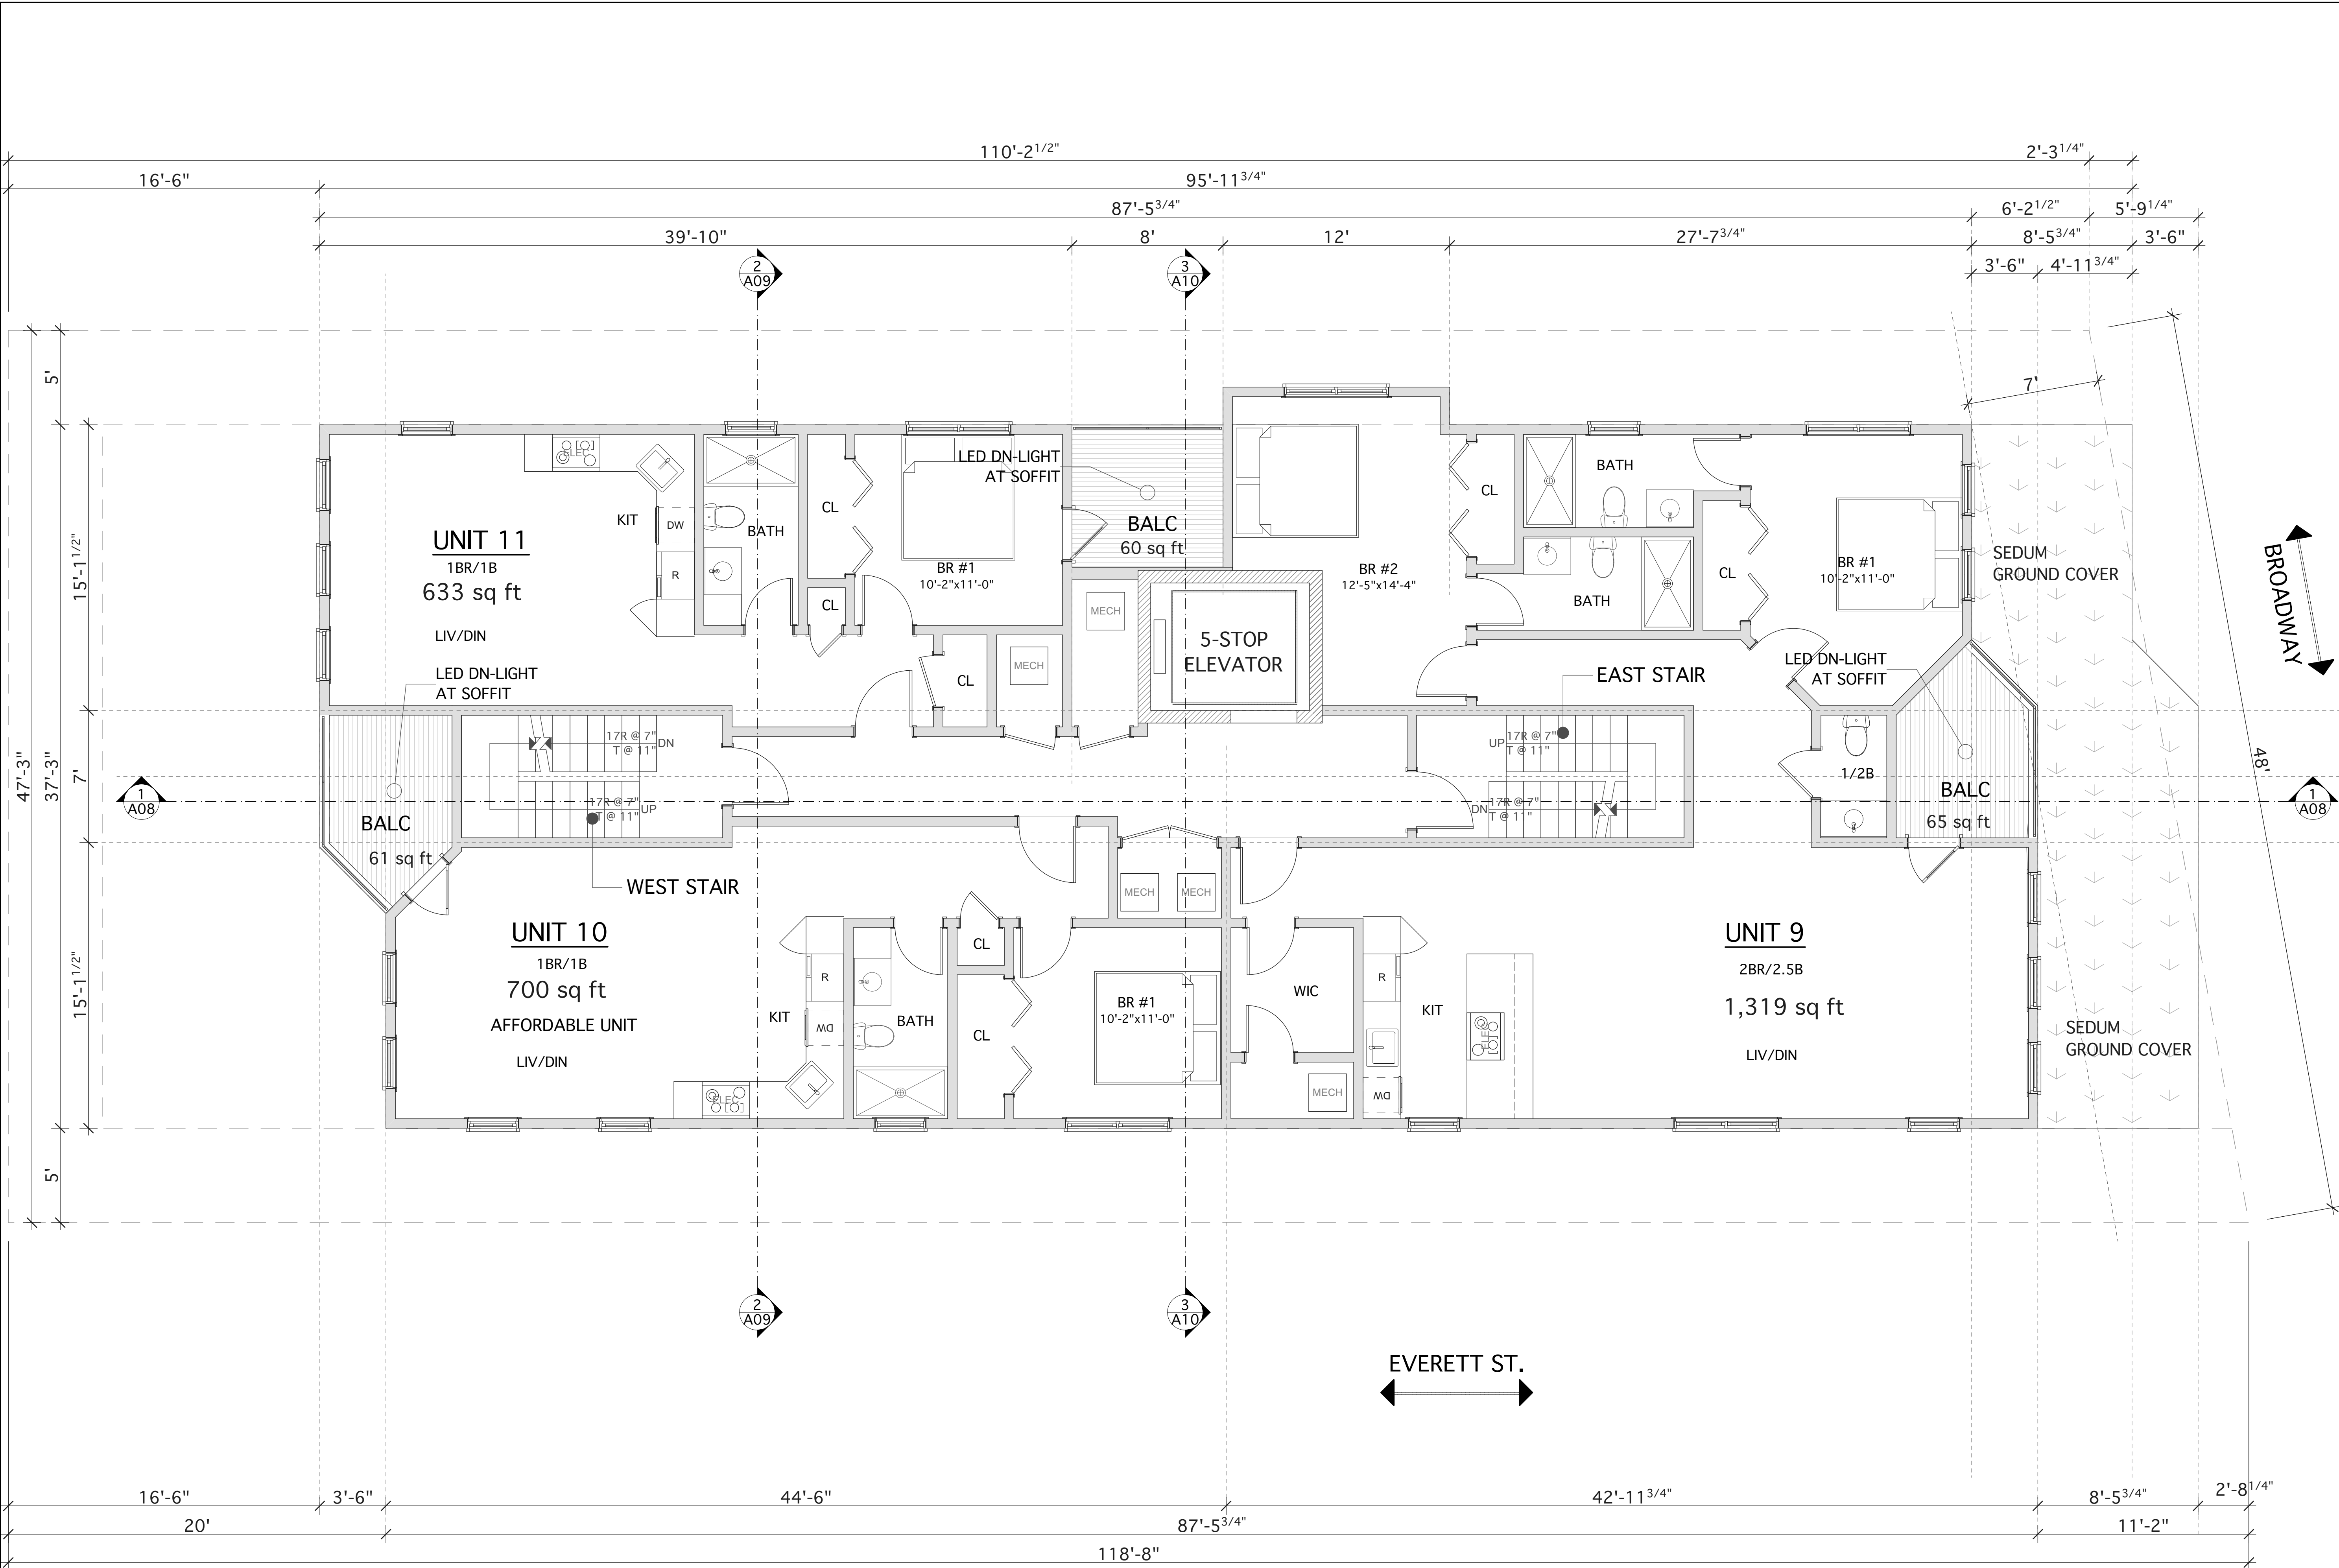 110'-2 1/2"
2'-3 1/4"
16'-6"
95'-11 3/4"
87'-5 3/4"
6'-2 1/2"
5'-9 1/4"
39'-10"
8'
12'
27'-7 3/4"
8'-5 3/4"
3'-6"
2
A09
3
A10
3'-6"
4'-11 3/4"
5'
7'
15'-1 1/2"
47'-3"
37'-3"
7'
15'-1 1/2"
5'
48'
BROADWAY
1
A08
1
A08
UNIT 11
1BR/1B
633 sq ft
LIV/DIN
LED DN-LIGHT
AT SOFFIT
ELEC
KIT
DW
R
BATH
CL
CL
BR #1
10'-2"x11'-0"
LED DN-LIGHT
AT SOFFIT
BALC
60 sq ft
CL
MECH
MECH
5-STOP
ELEVATOR
BR #2
12'-5"x14'-4"
CL
BATH
BATH
CL
BR #1
10'-2"x11'-0"
SEDUM
GROUND COVER
EAST STAIR
LED DN-LIGHT
AT SOFFIT
BALC
61 sq ft
17R @ 7"
T @ 11"
DN
17R @ 7"
T @ 11"
UP
WEST STAIR
UP
17R @ 7"
T @ 11"
DN
17R @ 7"
T @ 11"
1/2B
BALC
65 sq ft
UNIT 10
1BR/1B
700 sq ft
AFFORDABLE UNIT
LIV/DIN
KIT
R
DW
ELEC
BATH
CL
CL
BR #1
10'-2"x11'-0"
MECH
MECH
WIC
MECH
R
DW
KIT
ELEC
UNIT 9
2BR/2.5B
1,319 sq ft
LIV/DIN
SEDUM
GROUND COVER
2
A09
3
A10
EVERETT ST.
16'-6"
3'-6"
44'-6"
42'-11 3/4"
8'-5 3/4"
2'-8 1/4"
20'
87'-5 3/4"
11'-2"
118'-8"